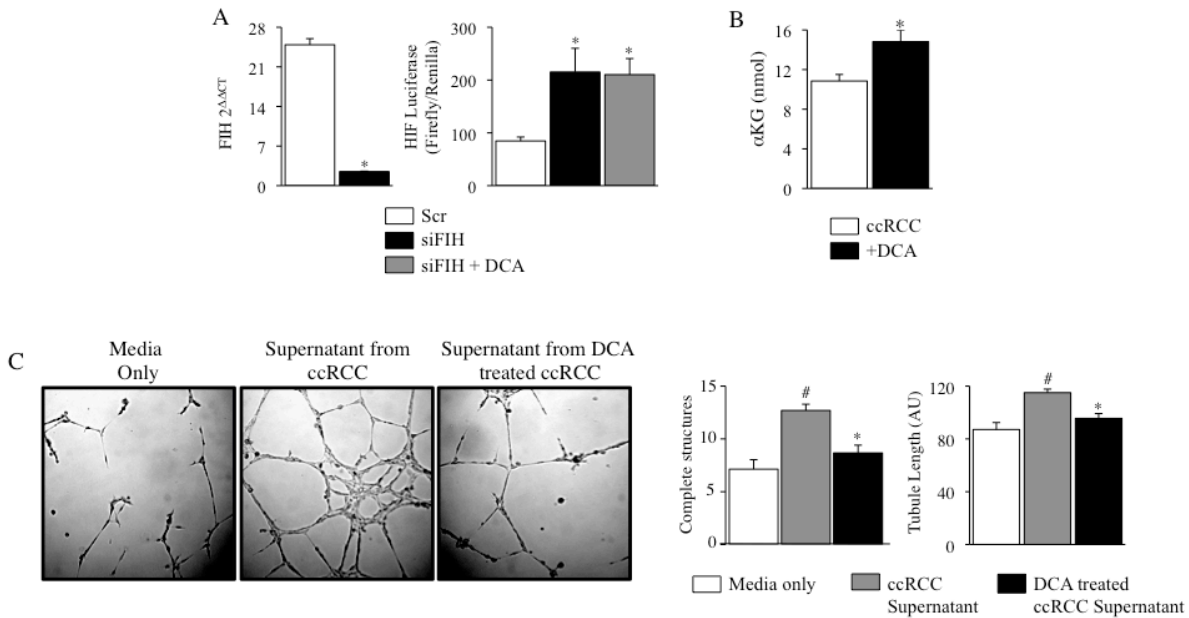 A
28
21
14
7
0
FIH 2ΔΔCT
*
300
200
100
0
HIF Luciferase
(Firefly/Renilla)
*
*
Scr
siFIH
siFIH + DCA
B
16
12
8
4
0
αKG (nmol)
*
ccRCC
+DCA
C
Media
Only
Supernatant from
ccRCC
Supernatant from DCA
treated ccRCC
15
10
5
0
Complete structures
#
*
120
80
40
0
Tubule Length (AU)
#
*
Media only
ccRCC
Supernatant
DCA treated
ccRCC Supernatant